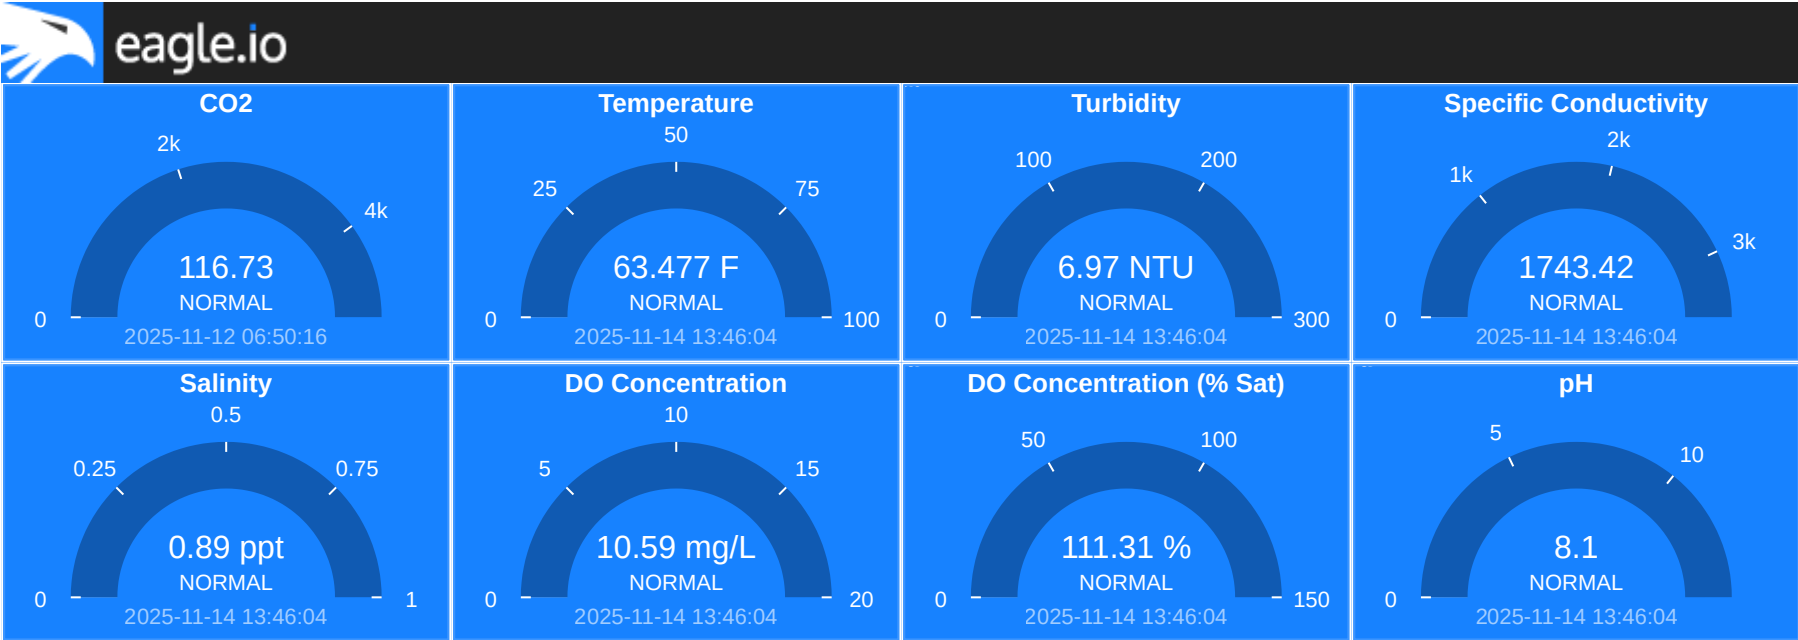 eagle.io
CO2
2k
4k
0
116.73
NORMAL
2025-11-12 06:50:16
Temperature
50
25
75
0
100
63.477 F
NORMAL
2025-11-14 13:46:04
Turbidity
100
200
0
300
6.97 NTU
NORMAL
2025-11-14 13:46:04
Specific Conductivity
2k
1k
3k
0
1743.42
NORMAL
2025-11-14 13:46:04
Salinity
0.5
0.25
0.75
0
1
0.89 ppt
NORMAL
2025-11-14 13:46:04
DO Concentration
10
5
15
0
20
10.59 mg/L
NORMAL
2025-11-14 13:46:04
DO Concentration (% Sat)
50
100
0
150
111.31 %
NORMAL
2025-11-14 13:46:04
pH
5
10
0
8.1
NORMAL
2025-11-14 13:46:04